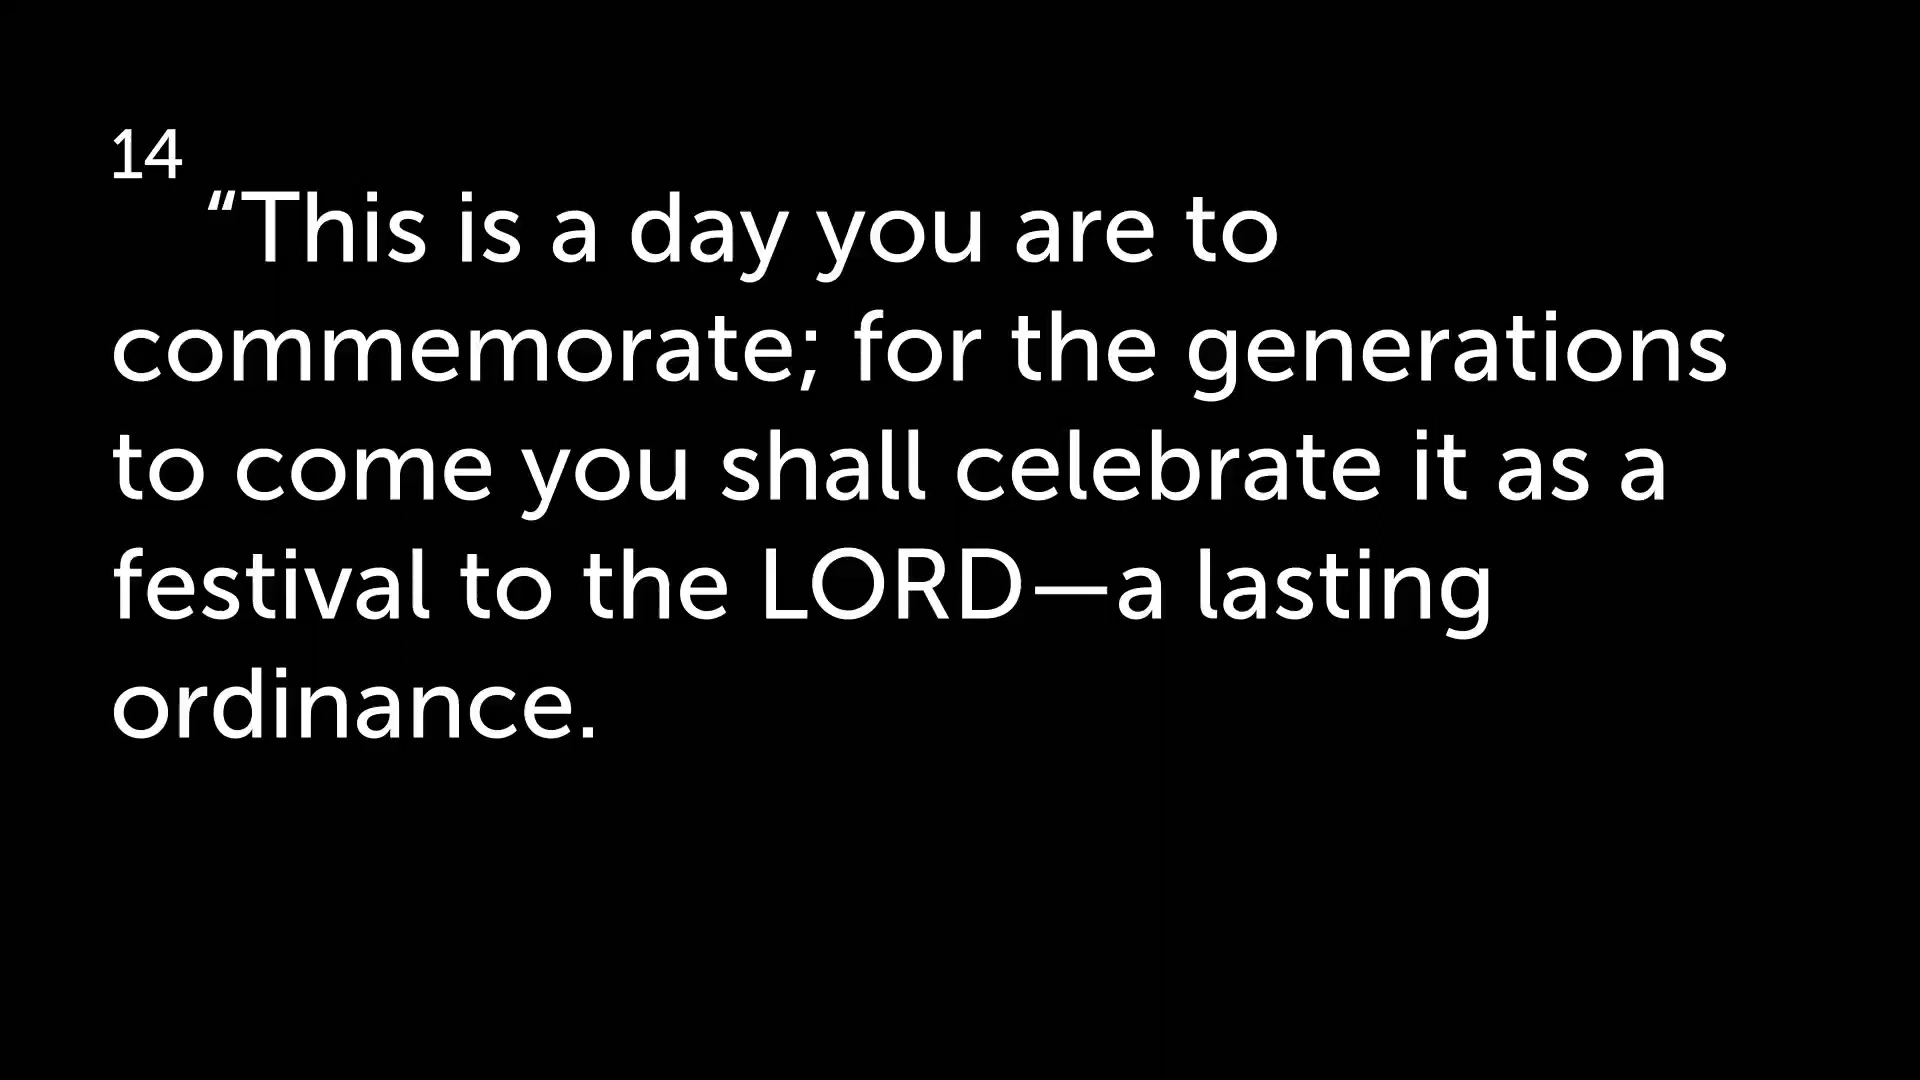 14
“This is a day you are to
commemorate; for the generations
to come you shall celebrate it as a
festival to the LORD—a lasting
ordinance.